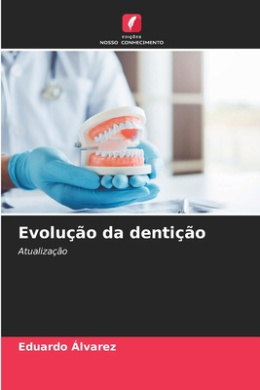 edições
NOSSO CONHECIMENTO
Evolução da dentição
Atualização
Eduardo Álvarez